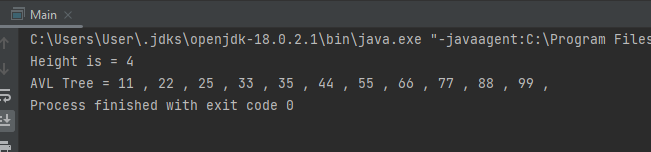 Main
C:\Users\User\.jdks\openjdk-18.0.2.1\bin\java.exe "-javaagent:C:\Program Files
Height is = 4
AVL Tree = 11 , 22 , 25 , 33 , 35 , 44 , 55 , 66 , 77 , 88 , 99 ,
Process finished with exit code 0